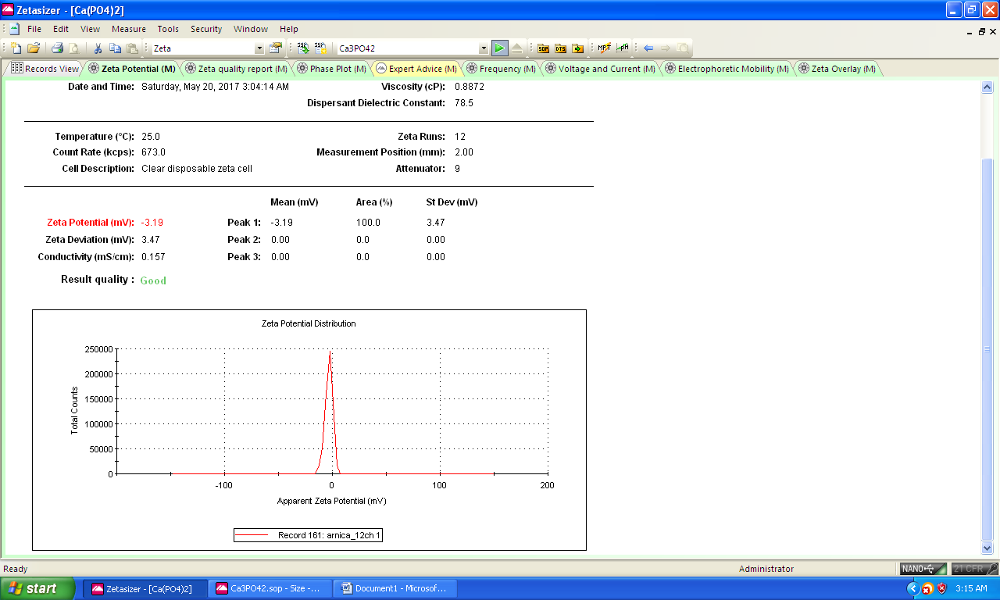 Zetasizer - [Ca(PO4)2]
File Edit View Measure Tools Security Window Help
Zeta Ca3PO42 SOP DTS MPT pH
Records View Zeta Potential (M) Zeta quality report (M) Phase Plot (M) Expert Advice (M) Frequency (M) Voltage and Current (M) Electrophoretic Mobility (M) Zeta Overlay (M)
Date and Time: Saturday, May 20, 2017 3:04:14 AM Viscosity (cP): 0.8872
Dispersant Dielectric Constant: 78.5
Temperature (°C): 25.0 Zeta Runs: 12
Count Rate (kcps): 673.0 Measurement Position (mm): 2.00
Cell Description: Clear disposable zeta cell Attenuator: 9
Mean (mV) Area (%) St Dev (mV)
Zeta Potential (mV): -3.19 Peak 1: -3.19 100.0 3.47
Zeta Deviation (mV): 3.47 Peak 2: 0.00 0.0 0.00
Conductivity (mS/cm): 0.157 Peak 3: 0.00 0.0 0.00
Result quality : Good
Zeta Potential Distribution
250000
200000
150000
100000
50000
0
Total Counts
-100 0 100 200
Apparent Zeta Potential (mV)
Record 161: arnica_12ch 1
Ready Administrator NANO 21 CFR
start Zetasizer - [Ca(PO4)2] Ca3PO42.sop - Size -... Document1 - Microsof... 3:15 AM